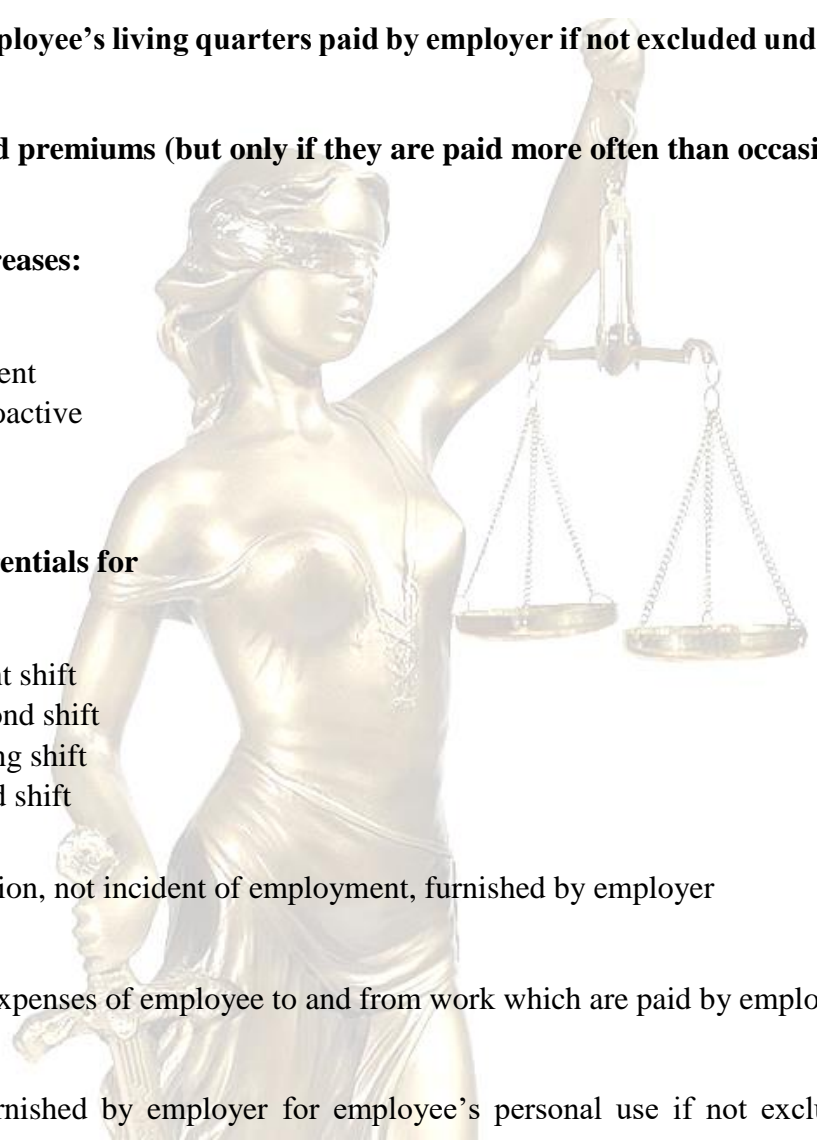 ployee’s living quarters paid by employer if not excluded und
d premiums (but only if they are paid more often than occasi
reases:
ent
oactive
entials for
t shift
ond shift
ng shift
d shift
ion, not incident of employment, furnished by employer
xpenses of employee to and from work which are paid by emplo
rnished by employer for employee’s personal use if not exclu